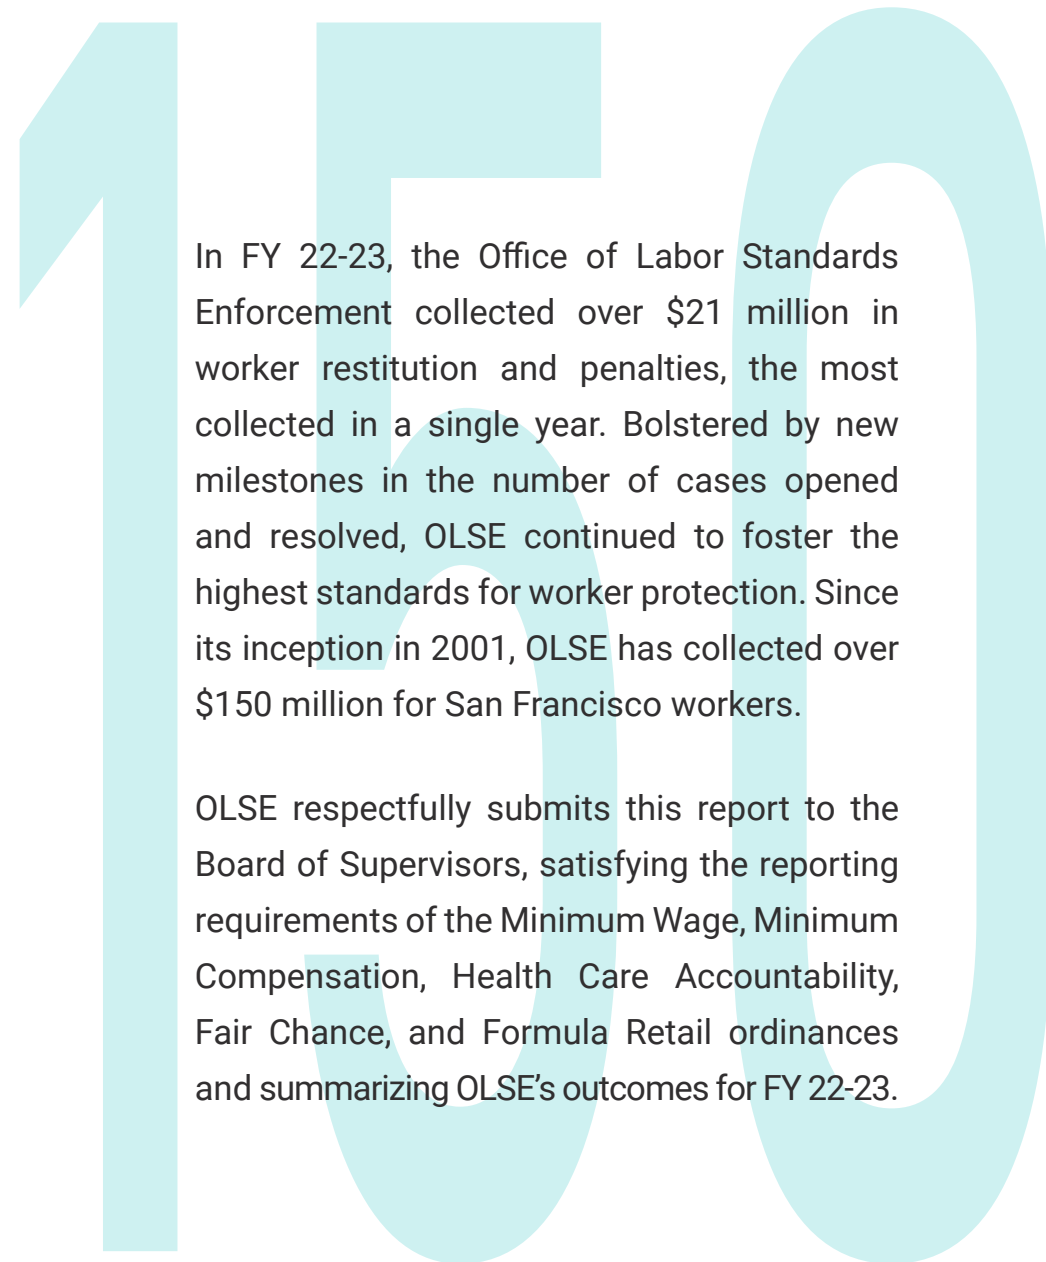 150
In FY 22-23, the Office of Labor Standards
Enforcement collected over $21 million in
worker restitution and penalties, the most
collected in a single year. Bolstered by new
milestones in the number of cases opened
and resolved, OLSE continued to foster the
highest standards for worker protection. Since
its inception in 2001, OLSE has collected over
$150 million for San Francisco workers.
OLSE respectfully submits this report to the
Board of Supervisors, satisfying the reporting
requirements of the Minimum Wage, Minimum
Compensation, Health Care Accountability,
Fair Chance, and Formula Retail ordinances
and summarizing OLSE’s outcomes for FY 22-23.